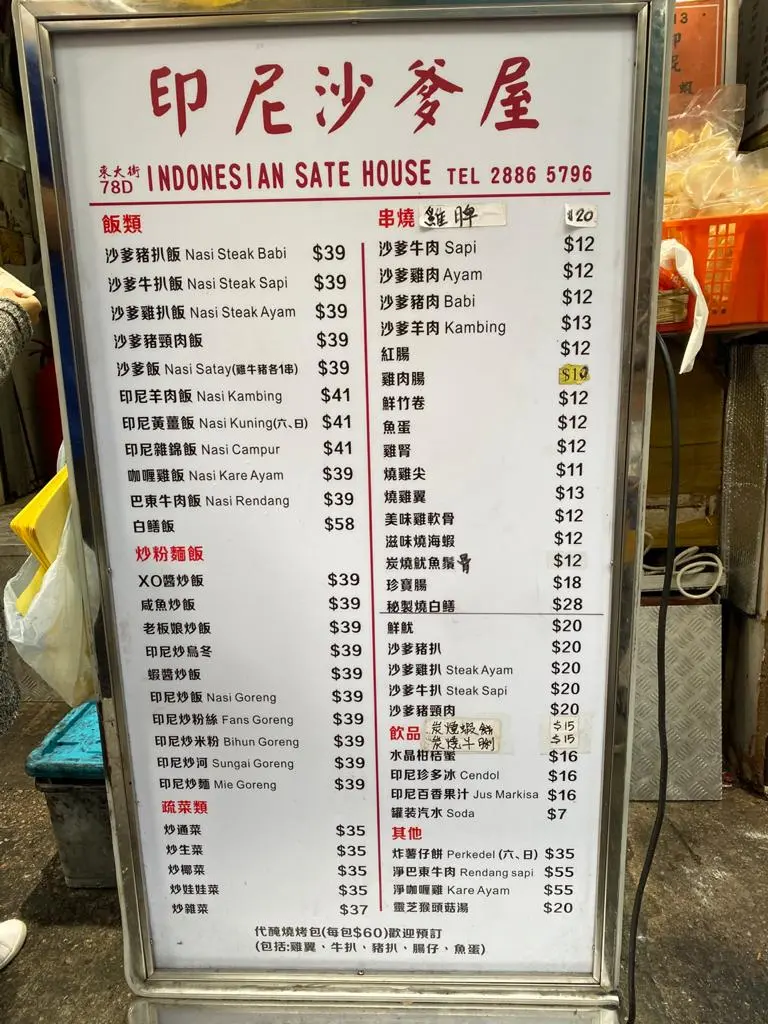 印尼沙爹屋
東大街 78D INDONESIAN SATE HOUSE TEL 2886 5796
飯類
沙爹豬扒飯 Nasi Steak Babi $39
沙爹牛扒飯 Nasi Steak Sapi $39
沙爹雞扒飯 Nasi Steak Ayam $39
沙爹豬頸肉飯 $39
沙爹飯 Nasi Satay(雞牛豬各1串) $39
印尼羊肉飯 Nasi Kambing $41
印尼黃薑飯 Nasi Kuning(六、日) $41
印尼雜錦飯 Nasi Campur $41
咖喱雞飯 Nasi Kare Ayam $39
巴東牛肉飯 Nasi Rendang $39
白鱔飯 $58
炒粉麵飯
XO醬炒飯 $39
咸魚炒飯 $39
老板娘炒飯 $39
印尼炒烏冬 $39
蝦醬炒飯 $39
印尼炒飯 Nasi Goreng $39
印尼炒粉絲 Fans Goreng $39
印尼炒米粉 Bihun Goreng $39
印尼炒河 Sungai Goreng $39
印尼炒麵 Mie Goreng $39
疏菜類
炒通菜 $35
炒生菜 $35
炒椰菜 $35
炒娃娃菜 $35
炒雜菜 $37
串燒 雞脾 $20
沙爹牛肉 Sapi $12
沙爹雞肉 Ayam $12
沙爹豬肉 Babi $12
沙爹羊肉 Kambing $13
紅腸 $12
雞肉腸
鮮竹卷 $12
魚蛋 $12
雞腎 $12
燒雞尖 $11
燒雞翼 $13
美味雞軟骨 $12
滋味燒海蝦 $12
炭燒魷魚鬚 $12
珍寶腸 $18
秘製燒白鱔 $28
鮮魷 $20
沙爹豬扒 $20
沙爹雞扒 Steak Ayam $20
沙爹牛扒 Steak Sapi $20
沙爹豬頸肉 $20
飲品
炭燒蝦餅 $15
炭燒牛脷 $15
水晶柑桔蜜 $16
印尼珍多冰 Cendol $16
印尼百香果汁 Jus Markisa $16
罐裝汽水 Soda $7
其他
炸薯仔餅 Perkedel (六、日) $35
淨巴東牛肉 Rendang sapi $55
淨咖喱雞 Kare Ayam $55
靈芝猴頭菇湯 $20
代醃燒烤包(每包$60)歡迎預訂
(包括:雞翼、牛扒、豬扒、腸仔、魚蛋)